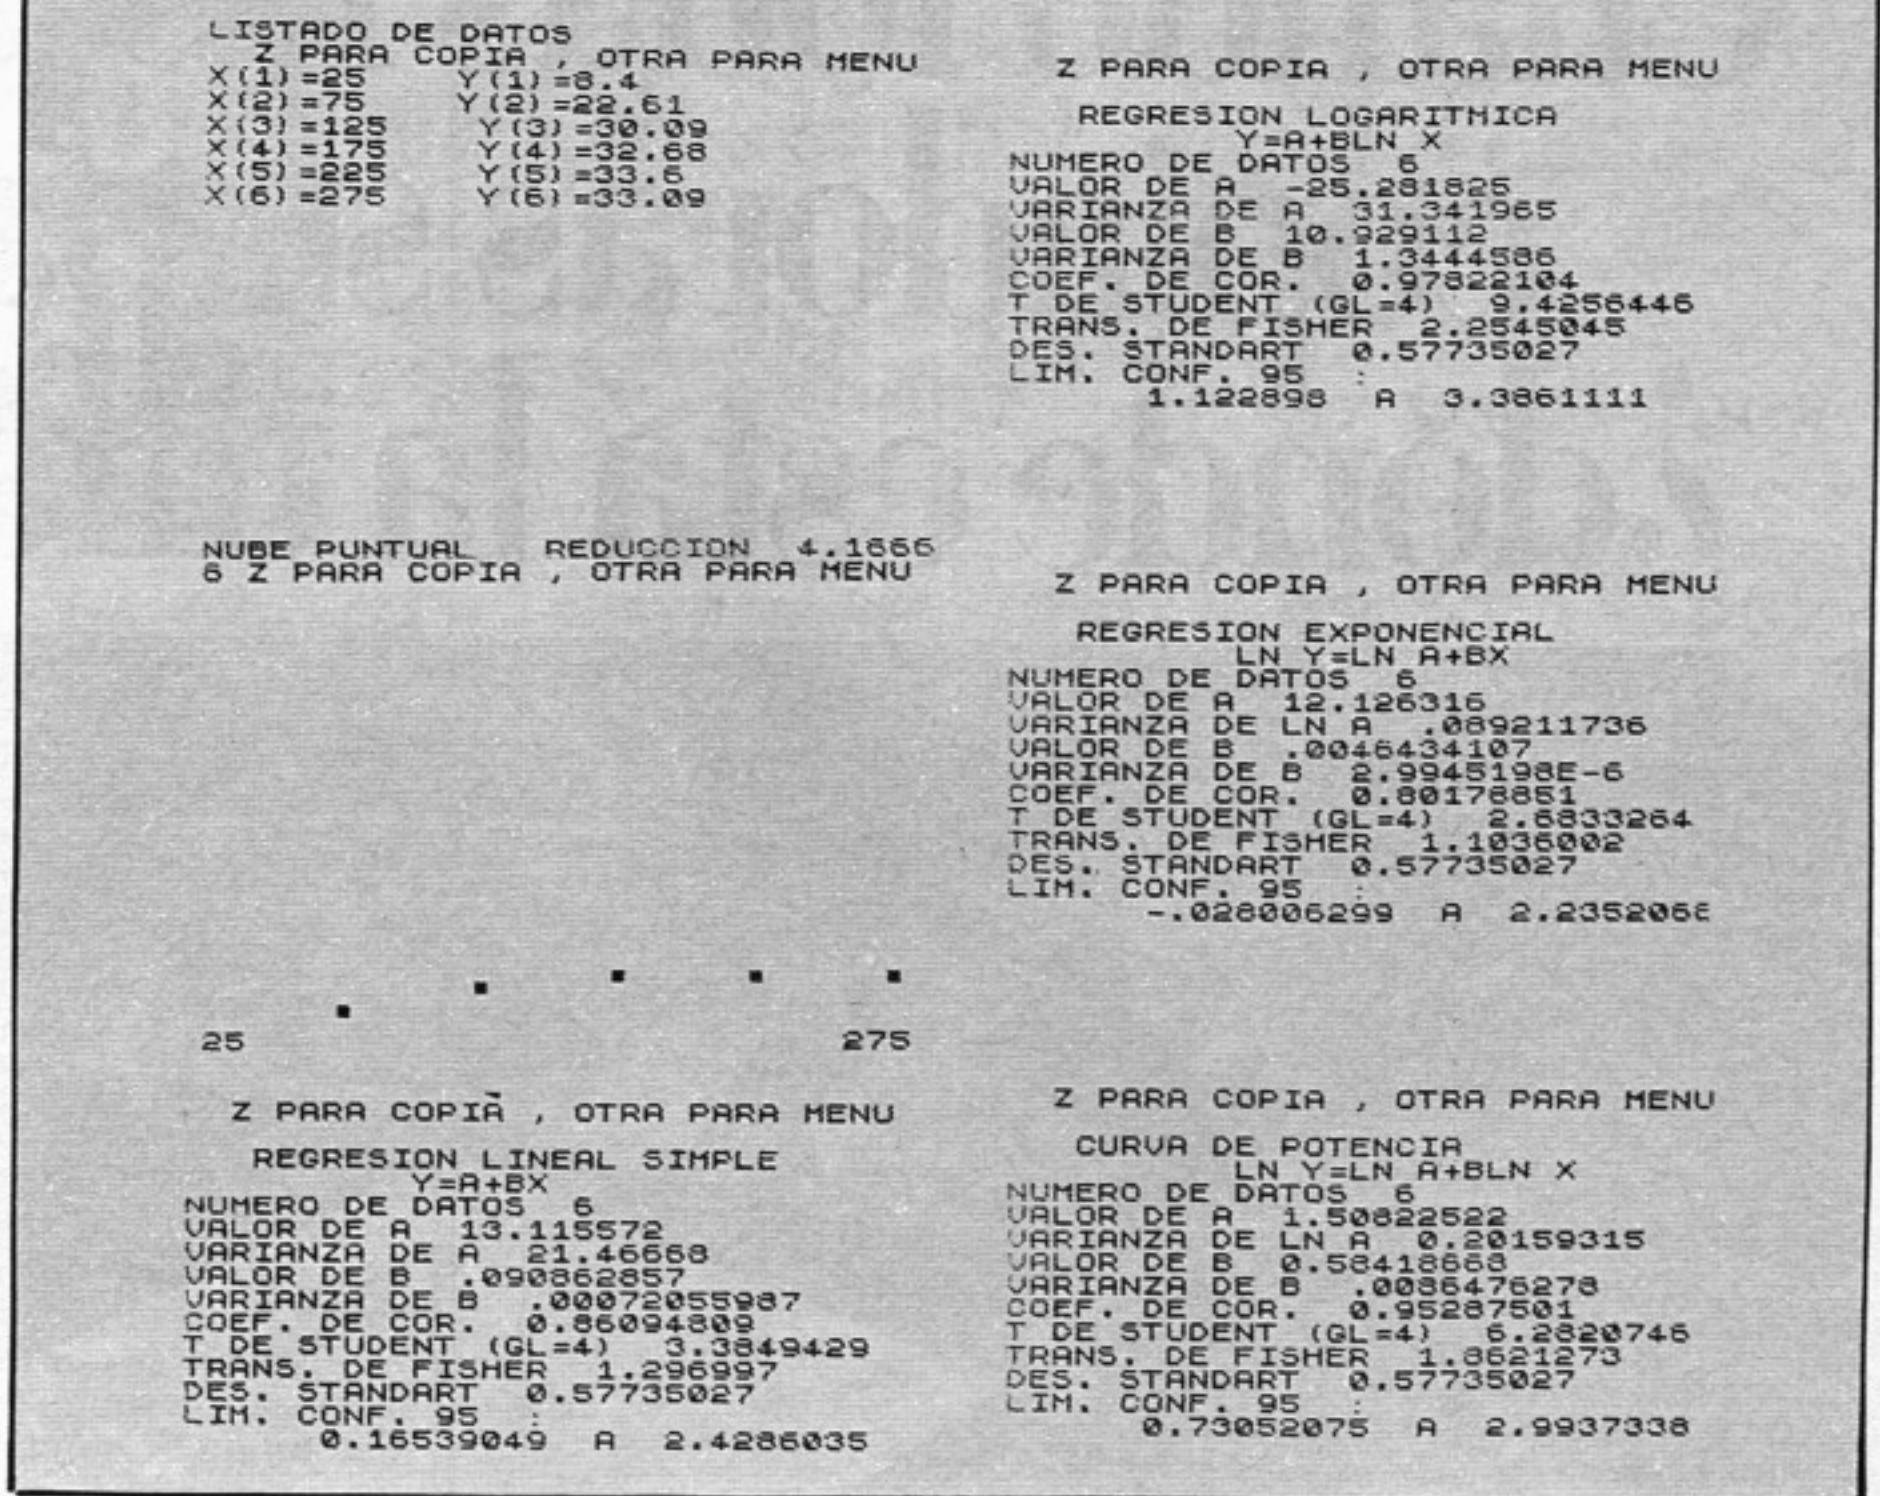 LISTADO DE DATOS
Z PARA COPIA , OTRA PARA MENU
X(1)=25 Y(1)=8.4
X(2)=75 Y(2)=22.61
X(3)=125 Y(3)=30.09
X(4)=175 Y(4)=32.68
X(5)=225 Y(5)=33.6
X(6)=275 Y(6)=33.09
NUBE PUNTUAL REDUCCION 4.1666
6 Z PARA COPIA , OTRA PARA MENU
25 275
Z PARA COPIA , OTRA PARA MENU
REGRESION LINEAL SIMPLE
Y=A+BX
NUMERO DE DATOS 6
VALOR DE A 13.115572
VARIANZA DE A 21.46668
VALOR DE B .090862857
VARIANZA DE B .00072055987
COEF. DE COR. 0.86094809
T DE STUDENT (GL=4) 3.3849429
TRANS. DE FISHER 1.296997
DES. STANDART 0.57735027
LIM. CONF. 95 :
0.16539049 A 2.4286035
Z PARA COPIA , OTRA PARA MENU
REGRESION LOGARITMICA
Y=A+BLN X
NUMERO DE DATOS 6
VALOR DE A -25.281825
VARIANZA DE A 31.341965
VALOR DE B 10.929112
VARIANZA DE B 1.3444586
COEF. DE COR. 0.97822104
T DE STUDENT (GL=4) 9.4256446
TRANS. DE FISHER 2.2545045
DES. STANDART 0.57735027
LIM. CONF. 95 :
1.122898 A 3.3861111
Z PARA COPIA , OTRA PARA MENU
REGRESION EXPONENCIAL
LN Y=LN A+BX
NUMERO DE DATOS 6
VALOR DE A 12.126316
VARIANZA DE LN A .089211736
VALOR DE B .0046434107
VARIANZA DE B 2.9945198E-6
COEF. DE COR. 0.80178851
T DE STUDENT (GL=4) 2.6833264
TRANS. DE FISHER 1.1036002
DES. STANDART 0.57735027
LIM. CONF. 95 :
-.028006299 A 2.2352068
Z PARA COPIA , OTRA PARA MENU
CURVA DE POTENCIA
LN Y=LN A+BLN X
NUMERO DE DATOS 6
VALOR DE A 1.50822522
VARIANZA DE LN A 0.20159315
VALOR DE B 0.58418668
VARIANZA DE B .0086476278
COEF. DE COR. 0.95287501
T DE STUDENT (GL=4) 6.2820746
TRANS. DE FISHER 1.8621273
DES. STANDART 0.57735027
LIM. CONF. 95 :
0.73052075 A 2.9937338